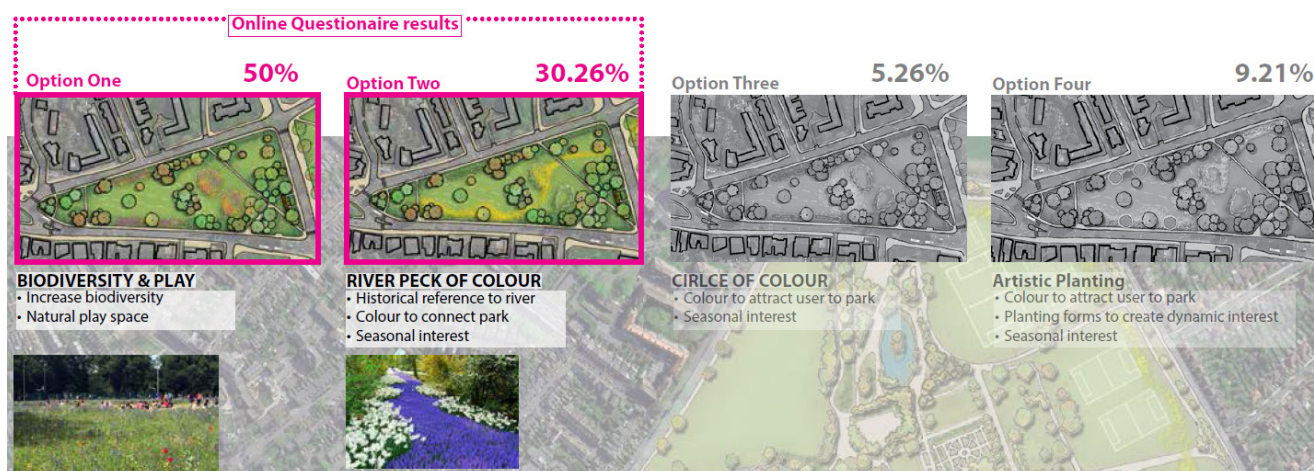 Online Questionaire results
Option One 50%
Option Two 30.26%
Option Three 5.26%
Option Four 9.21%
BIODIVERSITY & PLAY
• Increase biodiversity
• Natural play space
RIVER PECK OF COLOUR
• Historical reference to river
• Colour to connect park
• Seasonal interest
CIRLCE OF COLOUR
• Colour to attract user to park
• Seasonal interest
Artistic Planting
• Colour to attract user to park
• Planting forms to create dynamic interest
• Seasonal interest